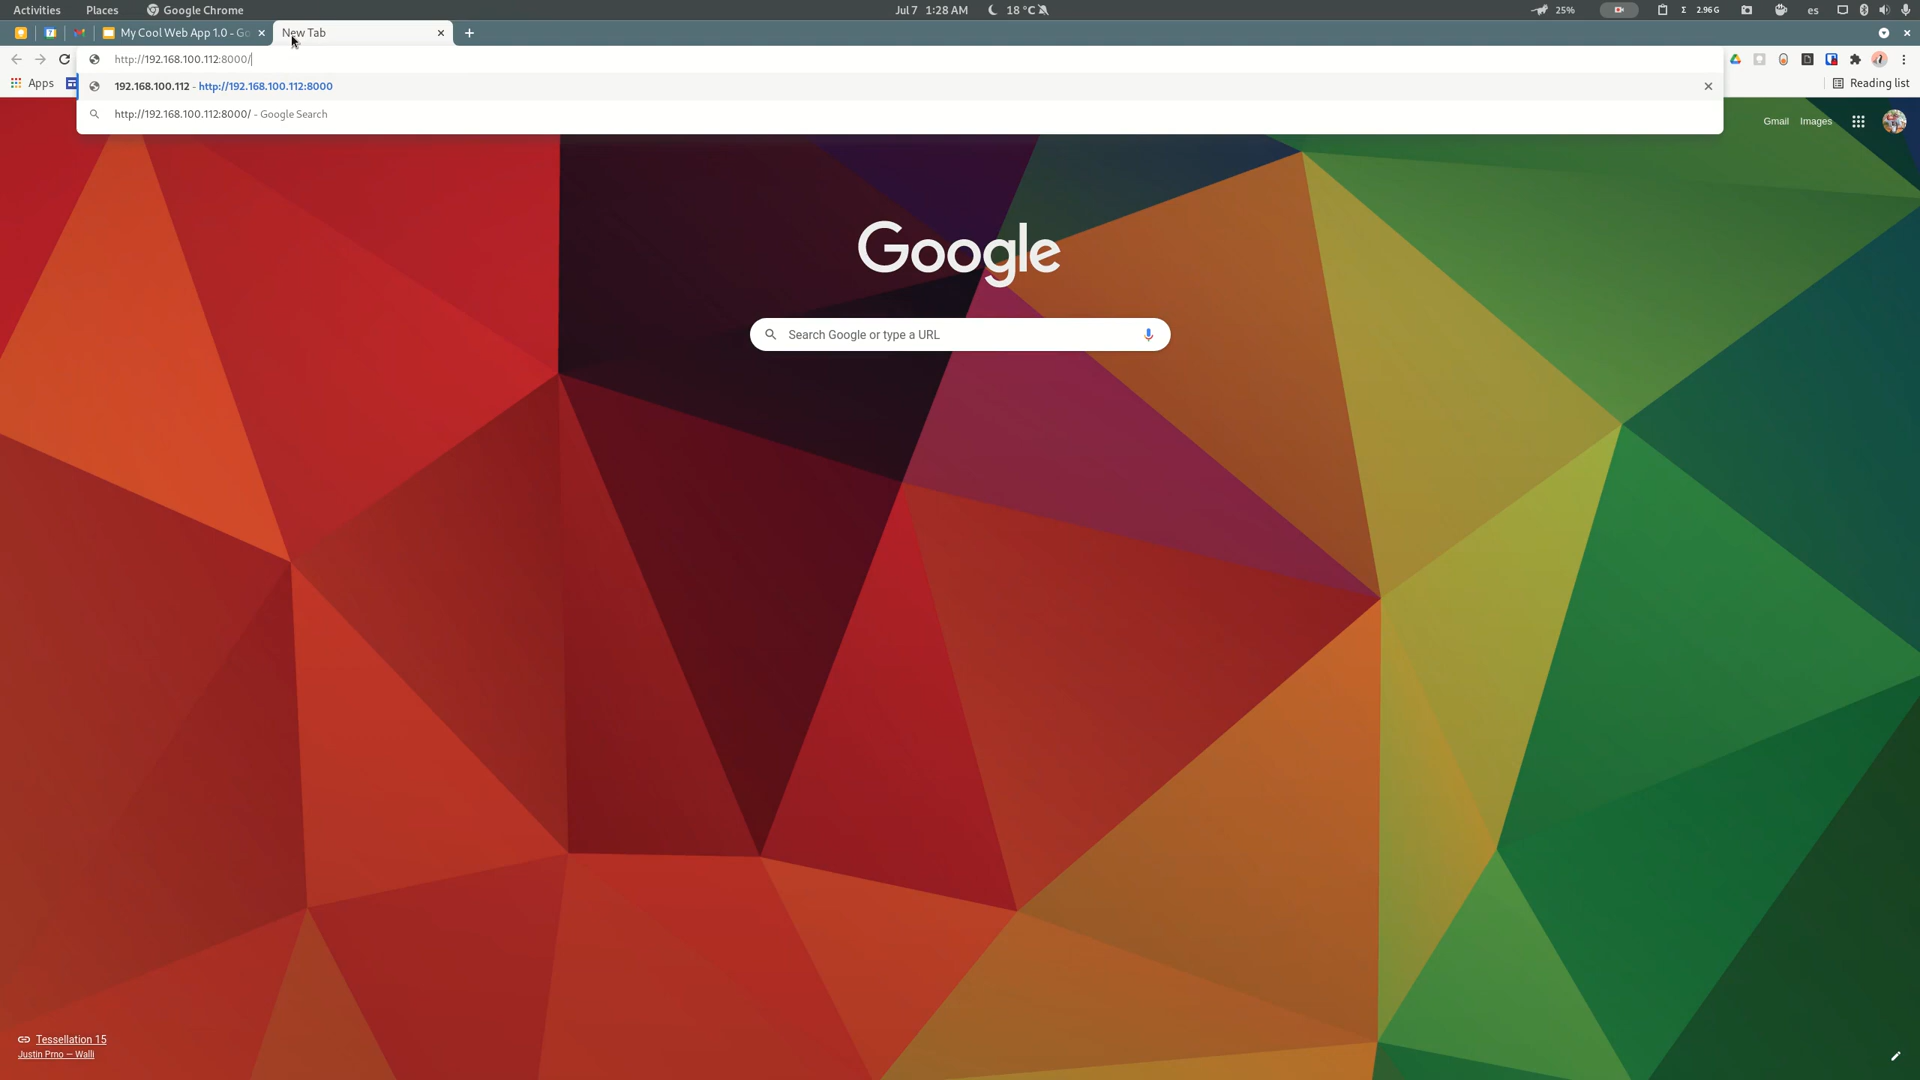 Activities Places Google Chrome Jul 7 1:28 AM 18 °C 25% Σ 2.96 G es
My Cool Web App 1.0 - Go New Tab
http://192.168.100.112:8000/
Apps 192.168.100.112 - http://192.168.100.112:8000 Reading list
http://192.168.100.112:8000/ - Google Search
Gmail Images
Google
Search Google or type a URL
Tessellation 15
Justin Prno — Walli